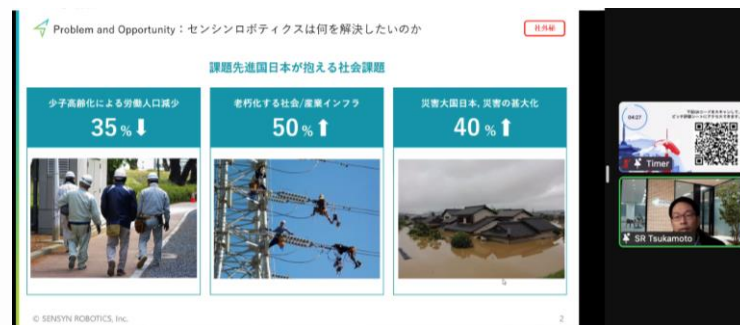 Problem and Opportunity：センシンロボティクスは何を解決したいのか
社外秘
課題先進国日本が抱える社会課題
少子高齢化による労働人口減少
35%⬇
老朽化する社会/産業インフラ
50%⬆
災害大国日本, 災害の甚大化
40%⬆
© SENSYN ROBOTICS, Inc.
2
04:27
Timer
SR Tsukamoto